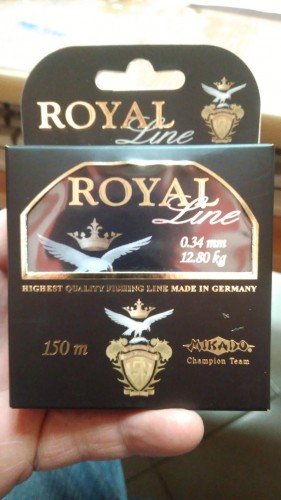 ROYAL
Line
ROYAL
Line
0.34 mm
12.80 kg
HIGHEST QUALITY FISHING LINE MADE IN GERMANY
150 m
MIKADO
Champion Team